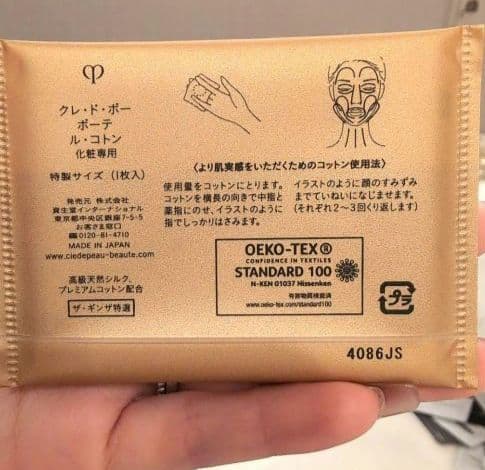 クレ・ド・ポー
ボーテ
ル・コトン
化粧専用
特製サイズ (1枚入)
発売元 株式会社
資生堂インターナショナル
東京都中央区銀座7-5-5
お客さま窓口
0120-81-4710
MADE IN JAPAN
www.cledepeau-beaute.com
高級天然シルク、
プレミアムコットン配合
ザ・ギンザ特選
〈より肌実感をいただくためのコットン使用法〉
使用量をコットンにとります。
コットンを横長の向きで中指と
薬指にのせ、イラストのように
指でしっかりはさみます。
イラストのように顔のすみずみ
までていねいになじませます。
(それぞれ2〜3回くり返します)
OEKO-TEX®
CONFIDENCE IN TEXTILES
STANDARD 100
N-KEN 01037 Nissenken
有害物質検査済
www.oeko-tex.com/standard100
プラ
4086JS